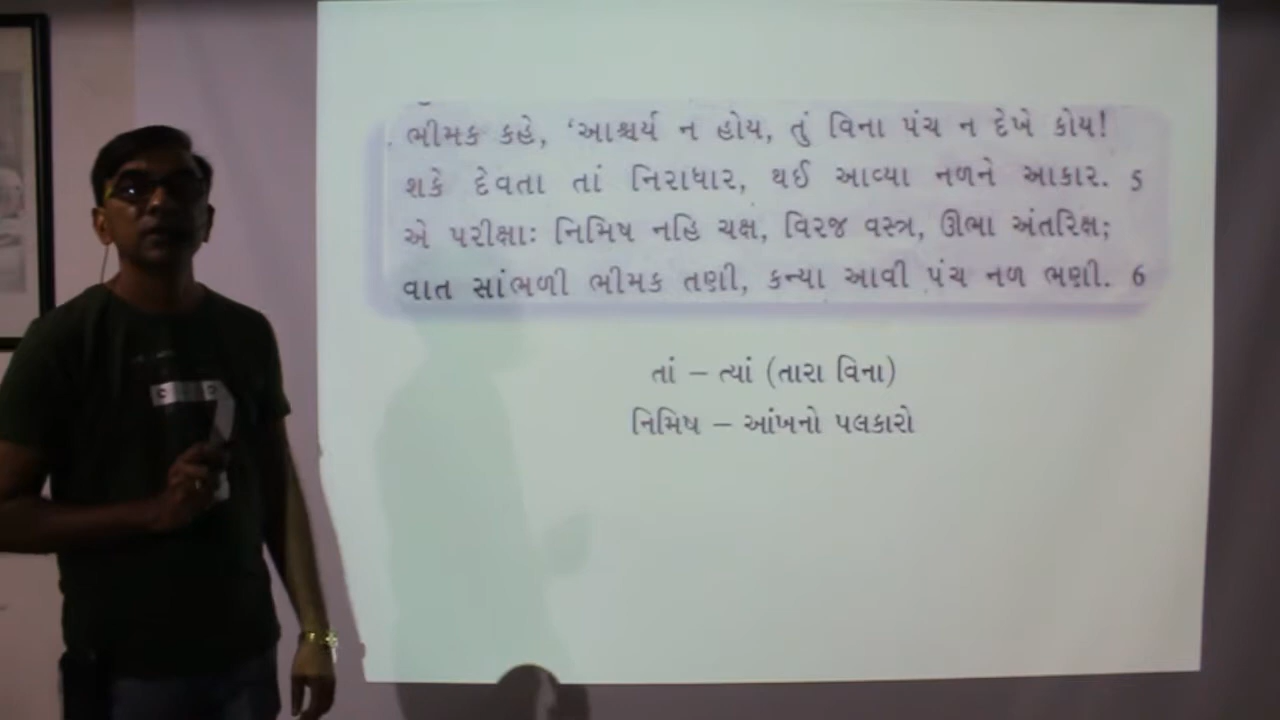 ભીમક કહે, ‘આશ્ચર્ય ન હોય, તું વિના પંચ ન દેખે કોય!
શકે દેવતા તાં નિરાધાર, થઈ આવ્યા નળને આકાર. 5
એ પરીક્ષાઃ નિમિષ નહિ ચક્ષ, વિરજ વસ્ત્ર, ઊભા અંતરિક્ષ;
વાત સાંભળી ભીમક તણી, કન્યા આવી પંચ નળ ભણી. 6
તાં – ત્યાં (તારા વિના)
નિમિષ – આંખનો પલકારો